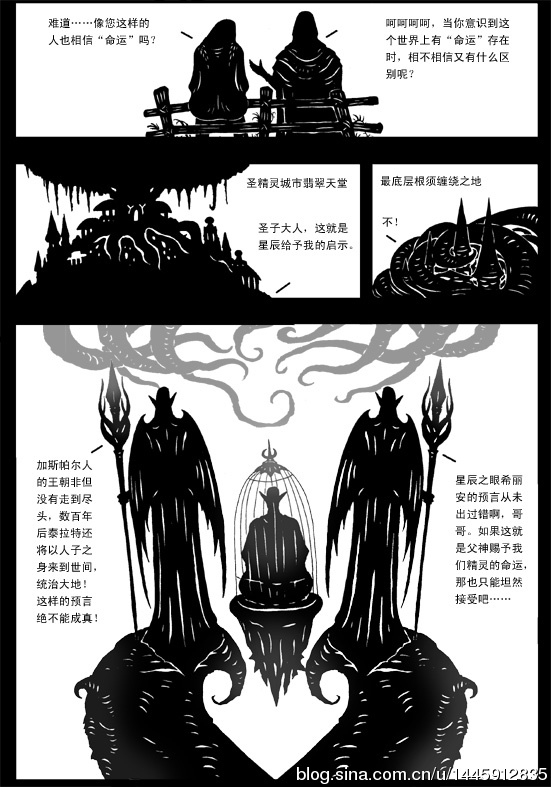 难道……像您这样的
人也相信“命运”吗？
呵呵呵呵，当你意识到这
个世界上有“命运”存在
时，相不相信又有什么区
别呢？
圣精灵城市翡翠天堂
圣子大人，这就是
星辰给予我的启示。
最底层根须缠绕之地
不！
加斯帕尔人
的王朝非但
没有走到尽
头，数百年
后泰拉特还
将以人子之
身来到世间，
统治大地！
这样的预言
绝不能成真！
星辰之眼希丽
安的预言从未
出过错啊，哥
哥。如果这就
是父神赐予我
们精灵的命运，
那也只能坦然
接受吧……
blog.sina.com.cn/u/1445912835